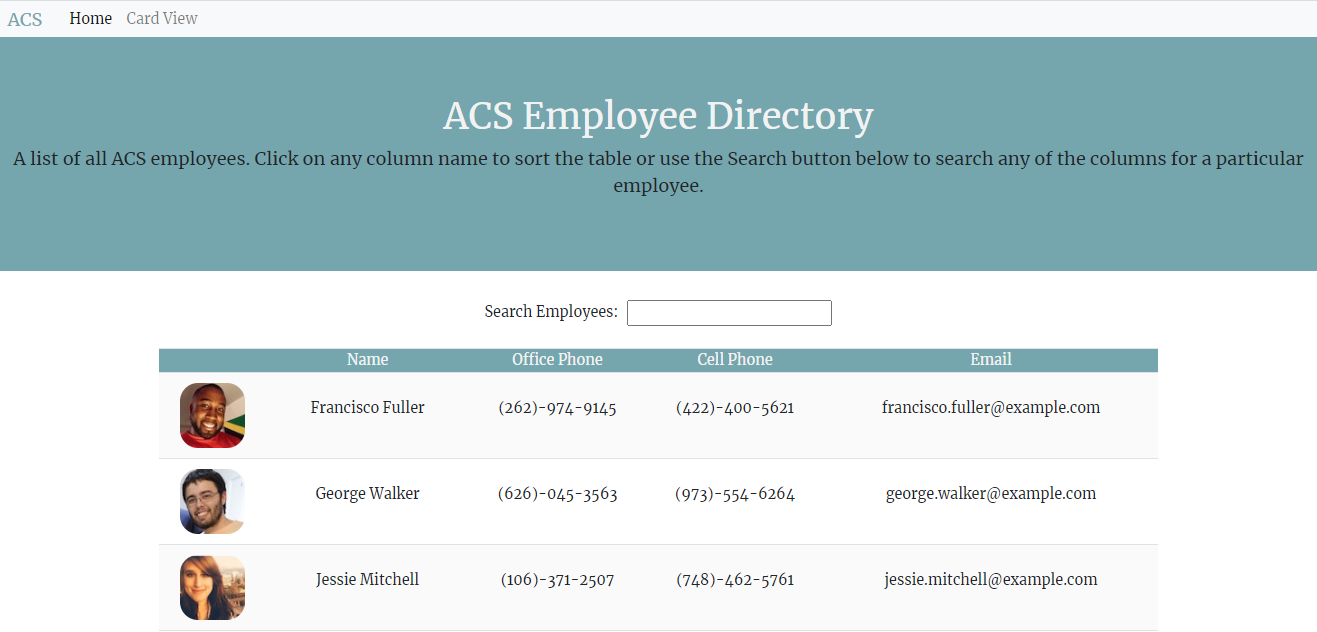 ACS Home Card View
ACS Employee Directory
A list of all ACS employees. Click on any column name to sort the table or use the Search button below to search any of the columns for a particular
employee.
Search Employees:
Name Office Phone Cell Phone Email
Francisco Fuller (262)-974-9145 (422)-400-5621 francisco.fuller@example.com
George Walker (626)-045-3563 (973)-554-6264 george.walker@example.com
Jessie Mitchell (106)-371-2507 (748)-462-5761 jessie.mitchell@example.com